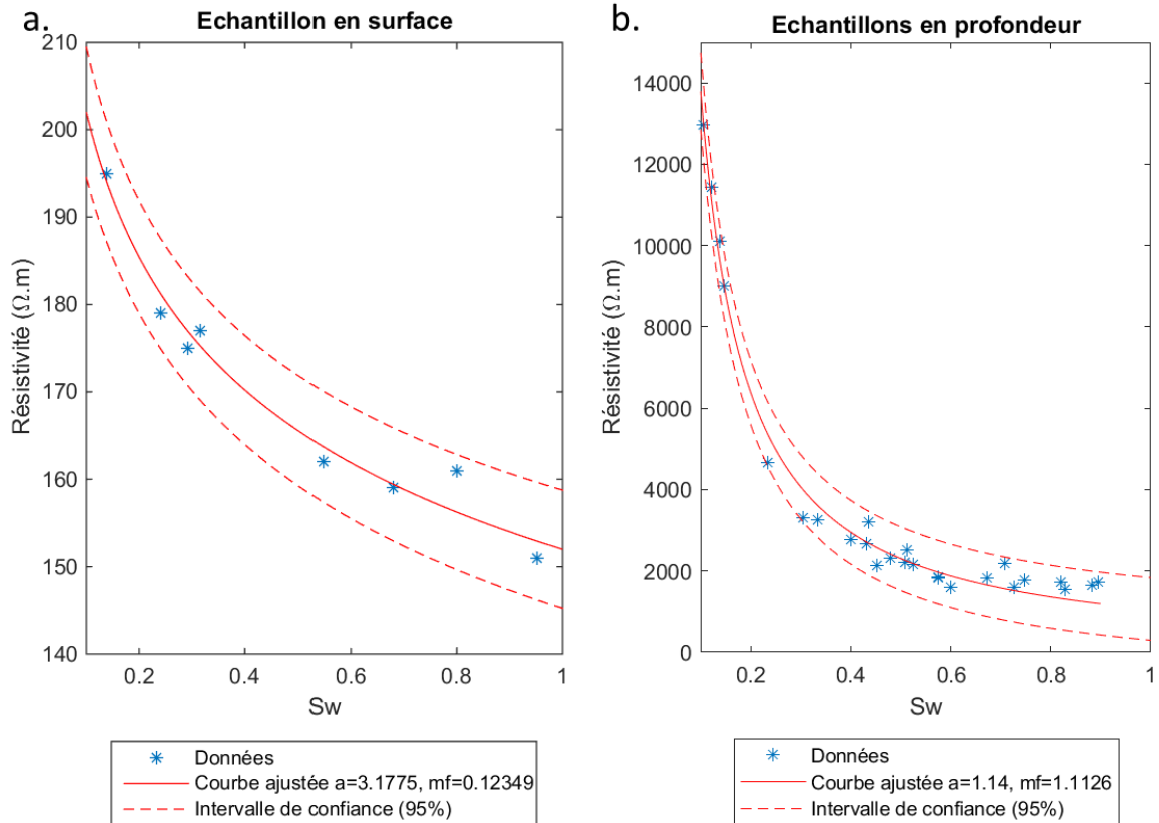 a.
Echantillon en surface
210
200
190
180
170
160
150
140
Résistivité (Ω.m)
0.2 0.4 0.6 0.8 1
Sw
Données
Courbe ajustée a=3.1775, mf=0.12349
Intervalle de confiance (95%)
b.
Echantillons en profondeur
14000
12000
10000
8000
6000
4000
2000
0
Résistivité (Ω.m)
0.2 0.4 0.6 0.8 1
Sw
Données
Courbe ajustée a=1.14, mf=1.1126
Intervalle de confiance (95%)